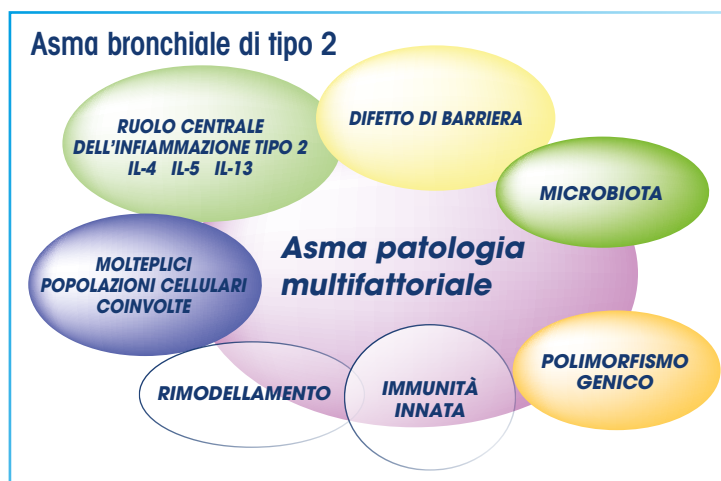 Asma bronchiale di tipo 2
RUOLO CENTRALE
DELL'INFIAMMAZIONE TIPO 2
IL-4 IL-5 IL-13
DIFETTO DI BARRIERA
MICROBIOTA
Asma patologia
multifattoriale
MOLTEPLICI
POPOLAZIONI CELLULARI
COINVOLTE
POLIMORFISMO
GENICO
RIMODELLAMENTO
IMMUNITÀ
INNATA